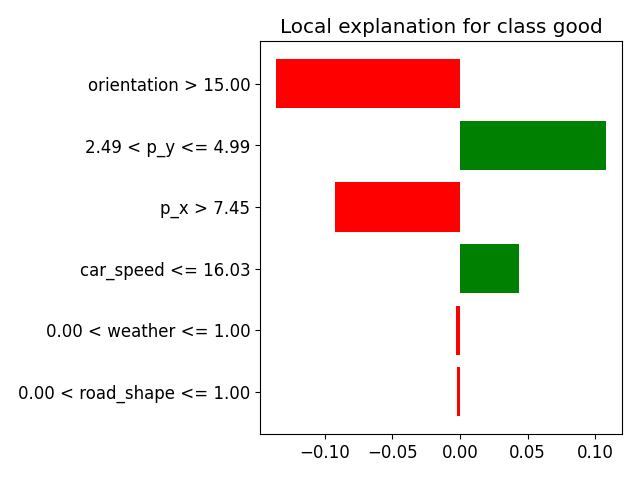 Local explanation for class good
orientation > 15.00
2.49 < p_y <= 4.99
p_x > 7.45
car_speed <= 16.03
0.00 < weather <= 1.00
0.00 < road_shape <= 1.00
−0.10 −0.05 0.00 0.05 0.10